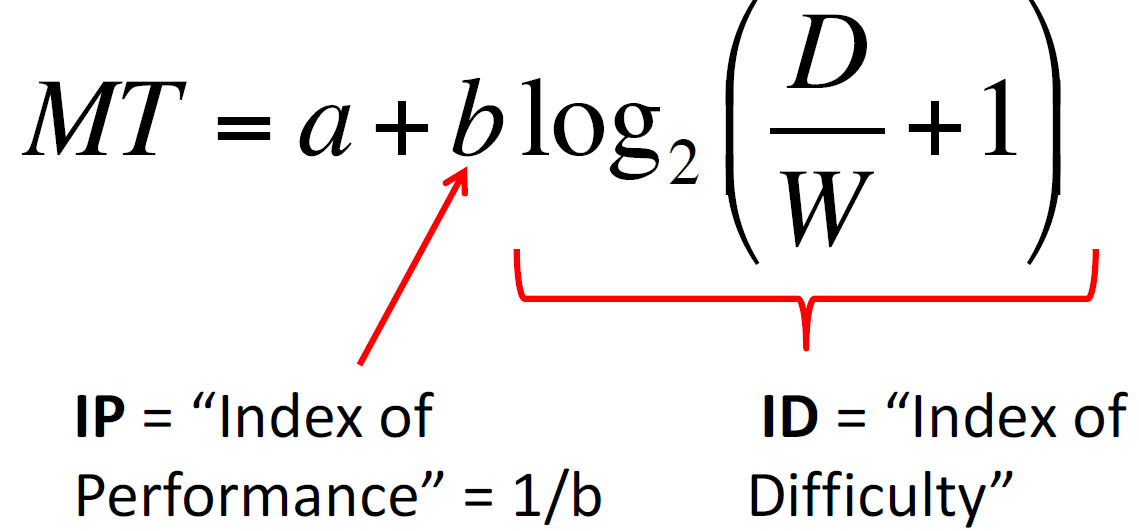 MT = a + b log₂ (D/W + 1)
IP = “Index of ID = “Index of
Performance” = 1/b Difficulty”